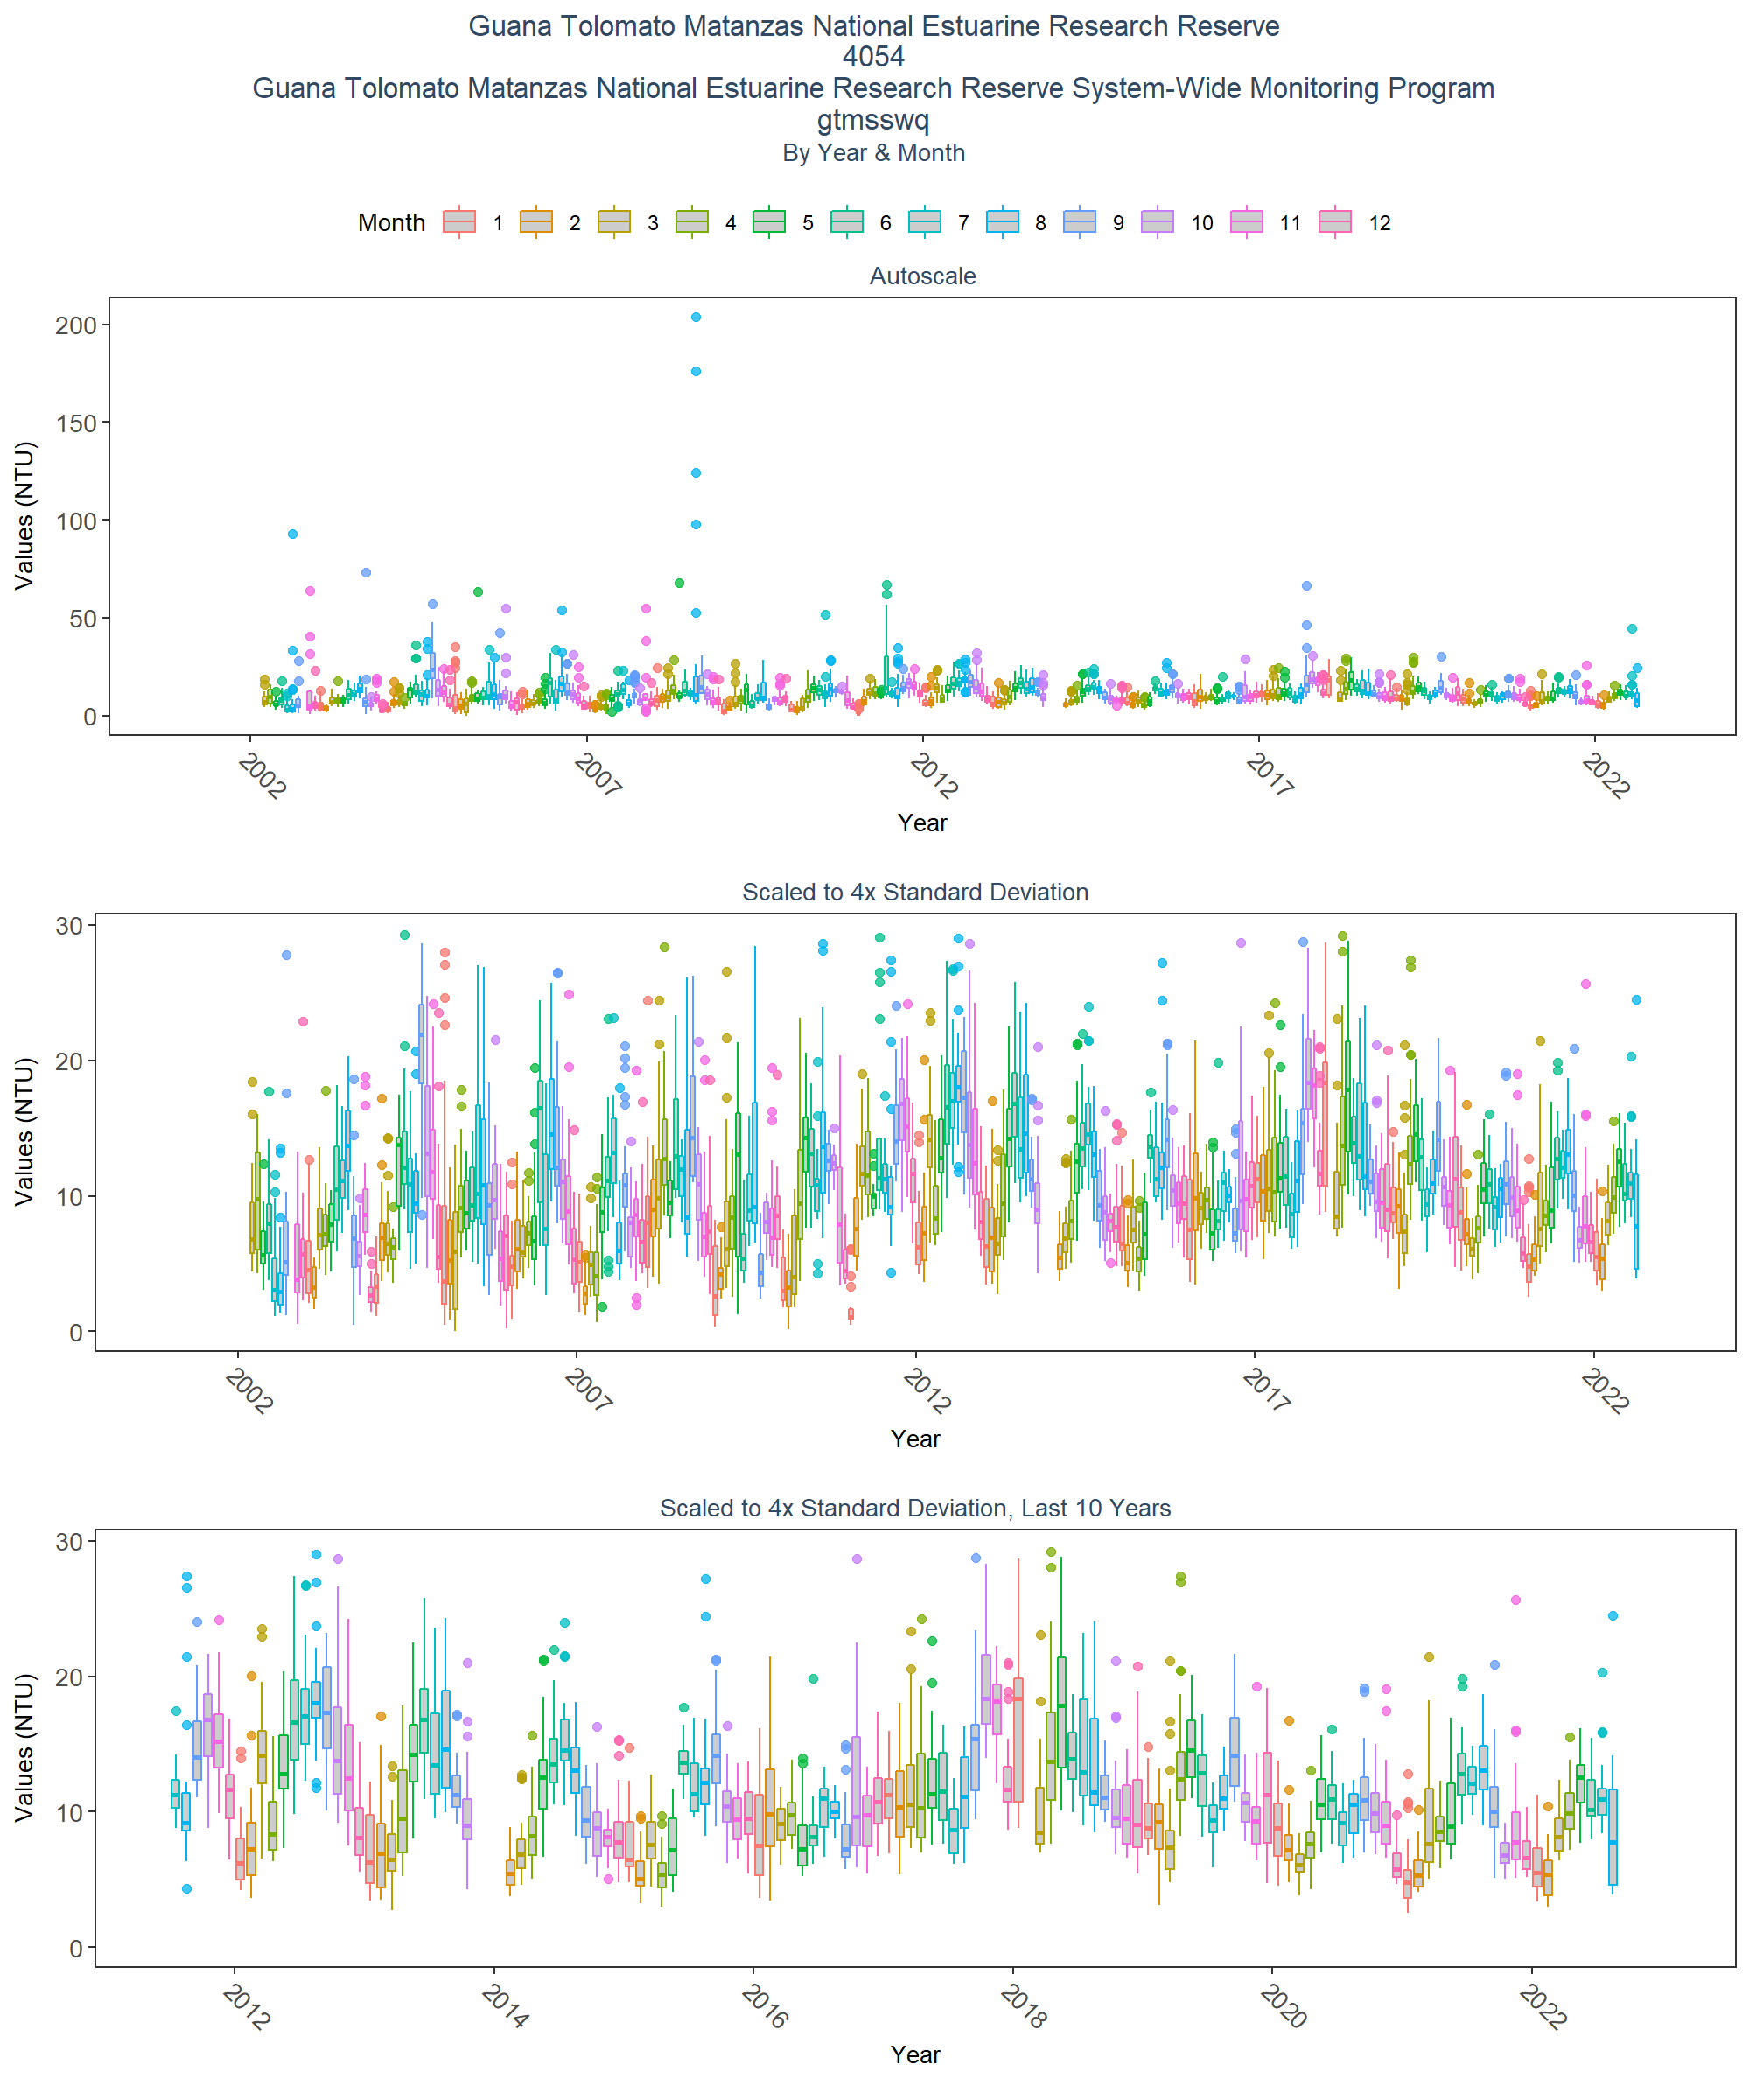 Guana Tolomato Matanzas National Estuarine Research Reserve
4054
Guana Tolomato Matanzas National Estuarine Research Reserve System-Wide Monitoring Program
gtmsswq
By Year & Month
Month 1 2 3 4 5 6 7 8 9 10 11 12
Autoscale
Values (NTU)
200
150
100
50
0
2002 2007 2012 2017 2022
Year
Scaled to 4x Standard Deviation
Values (NTU)
30
20
10
0
2002 2007 2012 2017 2022
Year
Scaled to 4x Standard Deviation, Last 10 Years
Values (NTU)
30
20
10
0
2012 2014 2016 2018 2020 2022
Year